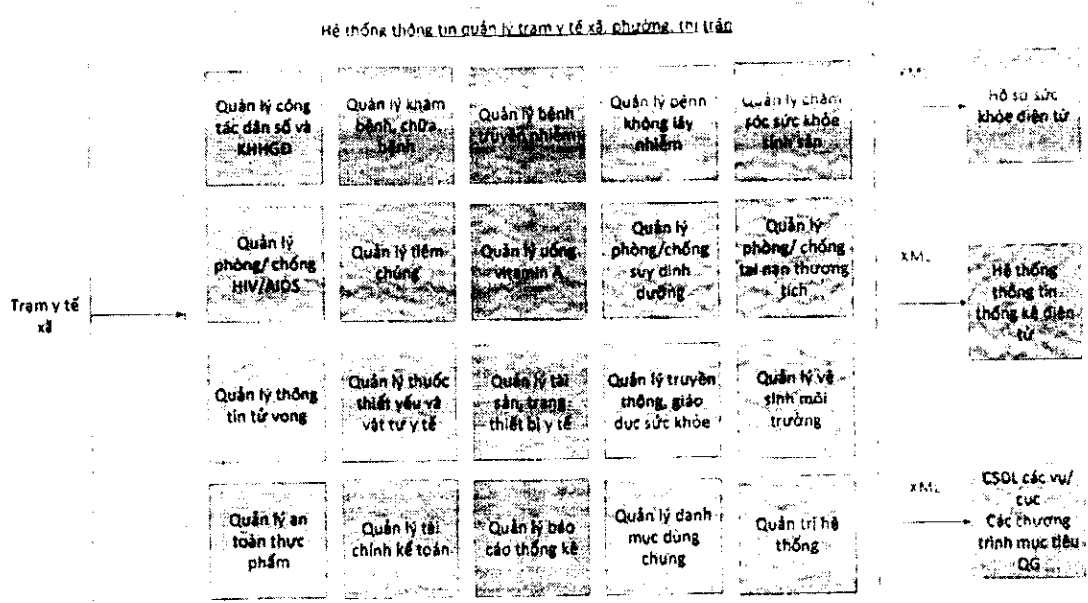 Hệ thống thông tin quản lý trạm y tế xã, phường, thị trấn
Quản lý công
tác dân số và
KHHGĐ
Quản lý khám
bệnh, chữa
bệnh
Quản lý bệnh
truyền nhiễm
Quản lý bệnh
không lây
nhiễm
Quản lý chăm
sóc sức khỏe
sinh sản
XML
Hồ sơ sức
khỏe điện tử
Quản lý
phòng/ chống
HIV/AIDS
Quản lý tiêm
chủng
Quản lý uống
vitamin A
Quản lý
phòng/chống
suy dinh
dưỡng
Quản lý
phòng/ chống
tai nạn thương
tích
XML
Hệ thống
thông tin
thống kê điện
tử
Trạm y tế
xã
Quản lý thông
tin tử vong
Quản lý thuốc
thiết yếu và
vật tư y tế
Quản lý tài
sản, trang
thiết bị y tế
Quản lý truyền
thông, giáo
dục sức khỏe
Quản lý vệ
sinh môi
trường
Quản lý an
toàn thực
phẩm
Quản lý tài
chính kế toán
Quản lý báo
cáo thống kê
Quản lý danh
mục dùng
chung
Quản trị hệ
thống
XML
CSDL các vụ/
cục
Các chương
trình mục tiêu
QG